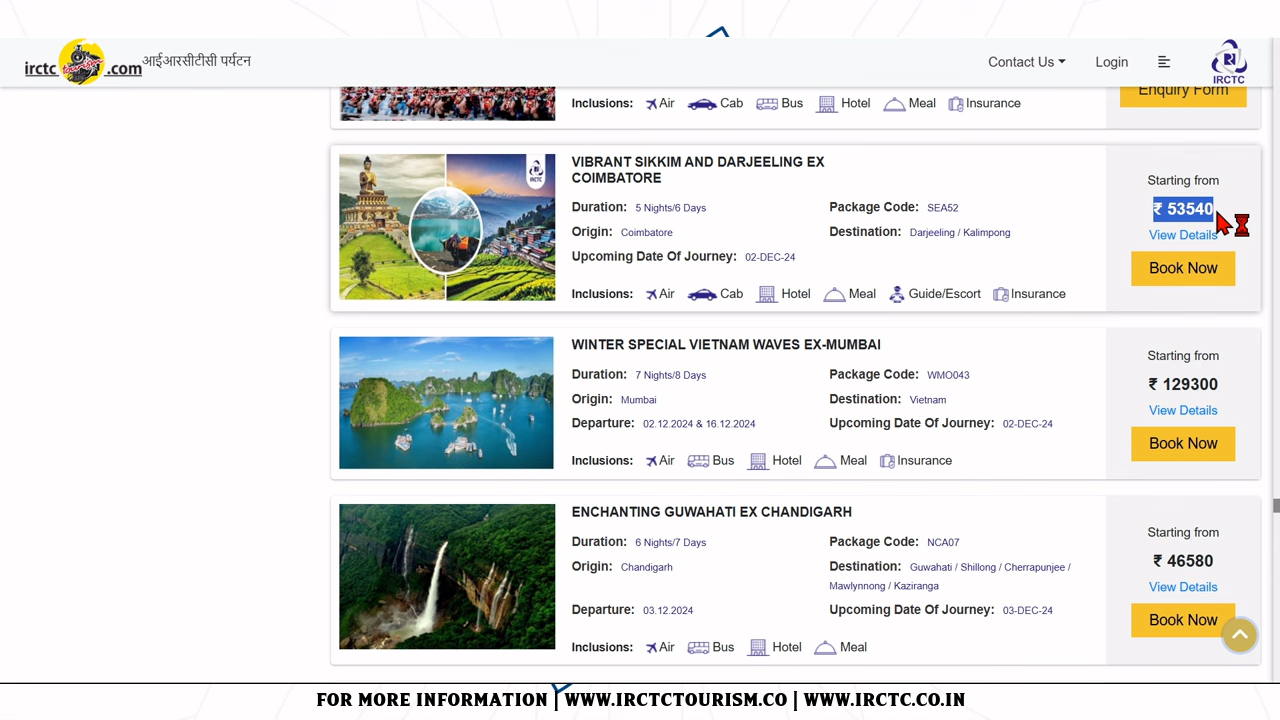 irctc tourism .com
आईआरसीटीसी पर्यटन
Contact Us
Login
IRCTC
Inclusions: Air Cab Bus Hotel Meal Insurance
Enquiry Form
IRCTC
VIBRANT SIKKIM AND DARJEELING EX
COIMBATORE
Duration: 5 Nights/6 Days
Package Code: SEA52
Origin: Coimbatore
Destination: Darjeeling / Kalimpong
Upcoming Date Of Journey: 02-DEC-24
Inclusions: Air Cab Hotel Meal Guide/Escort Insurance
Starting from
₹ 53540
View Details
Book Now
WINTER SPECIAL VIETNAM WAVES EX-MUMBAI
Duration: 7 Nights/8 Days
Package Code: WMO043
Origin: Mumbai
Destination: Vietnam
Departure: 02.12.2024 & 16.12.2024
Upcoming Date Of Journey: 02-DEC-24
Inclusions: Air Bus Hotel Meal Insurance
Starting from
₹ 129300
View Details
Book Now
ENCHANTING GUWAHATI EX CHANDIGARH
Duration: 6 Nights/7 Days
Package Code: NCA07
Origin: Chandigarh
Destination: Guwahati / Shillong / Cherrapunjee /
Mawlynnong / Kaziranga
Departure: 03.12.2024
Upcoming Date Of Journey: 03-DEC-24
Inclusions: Air Bus Hotel Meal
Starting from
₹ 46580
View Details
Book Now
FOR MORE INFORMATION | WWW.IRCTCTOURISM.CO | WWW.IRCTC.CO.IN